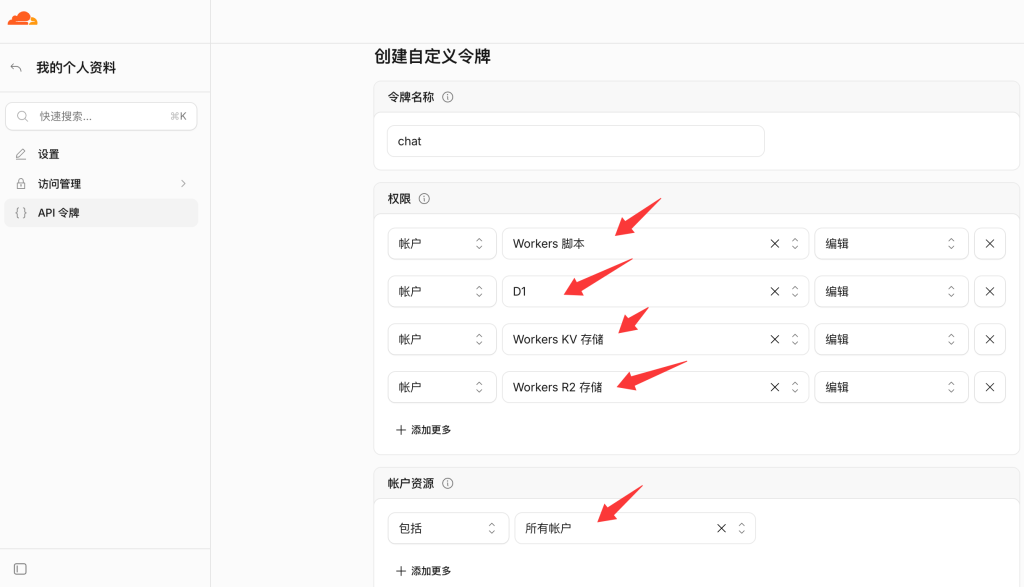 创建自定义令牌
我的个人资料
快速搜索... ⌘K
设置
访问管理
API 令牌
令牌名称
chat
权限
帐户 Workers 脚本 编辑
帐户 D1 编辑
帐户 Workers KV 存储 编辑
帐户 Workers R2 存储 编辑
添加更多
帐户资源
包括 所有帐户
添加更多